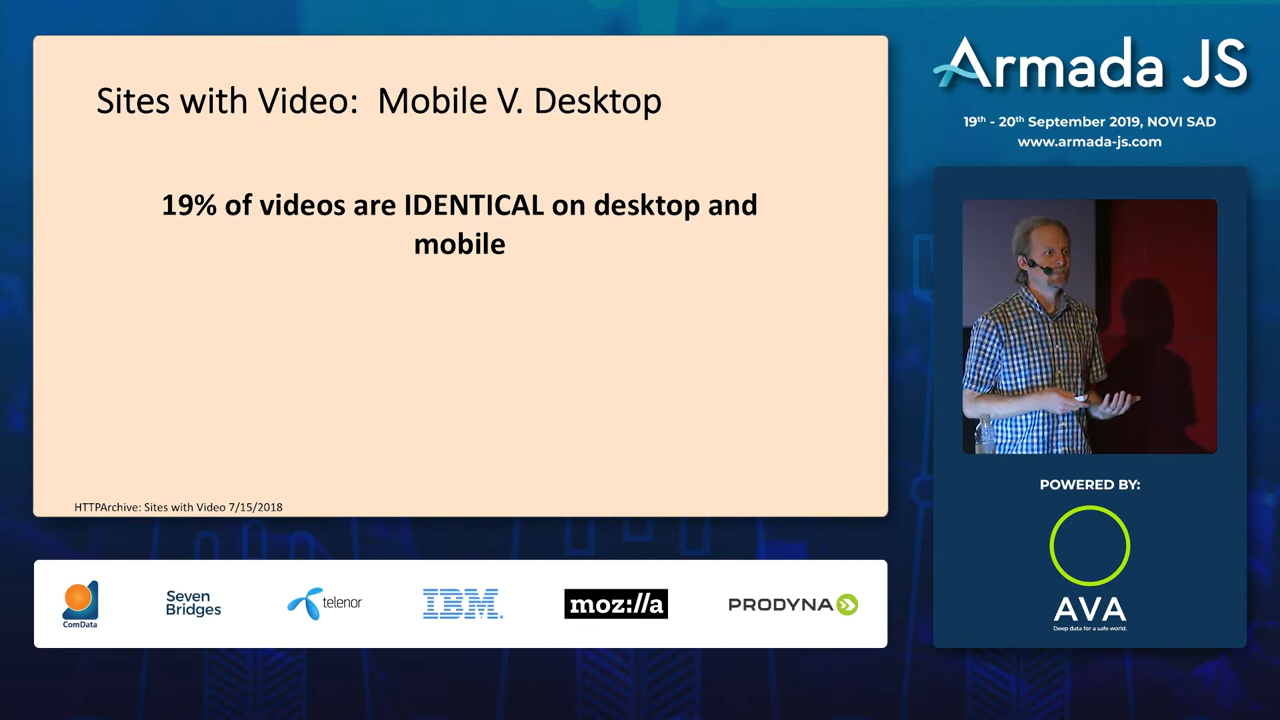 Sites with Video: Mobile V. Desktop
19% of videos are IDENTICAL on desktop and
mobile
HTTPArchive: Sites with Video 7/15/2018
Armada JS
19th - 20th September 2019, NOVI SAD
www.armada-js.com
POWERED BY:
AVA
Deep data for a safe world.
ComData
Seven
Bridges
telenor
IBM
moz://a
PRODYNA